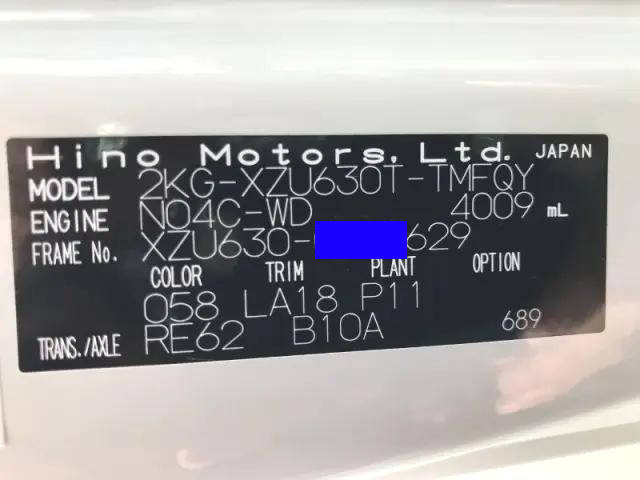 Hino Motors, Ltd. JAPAN
MODEL 2KG-XZU630T-TMFQY
ENGINE N04C-WD 4009 mL
FRAME No. XZU630- 629
COLOR TRIM PLANT OPTION
058 LA18 P11
TRANS./AXLE RE62 B10A 689